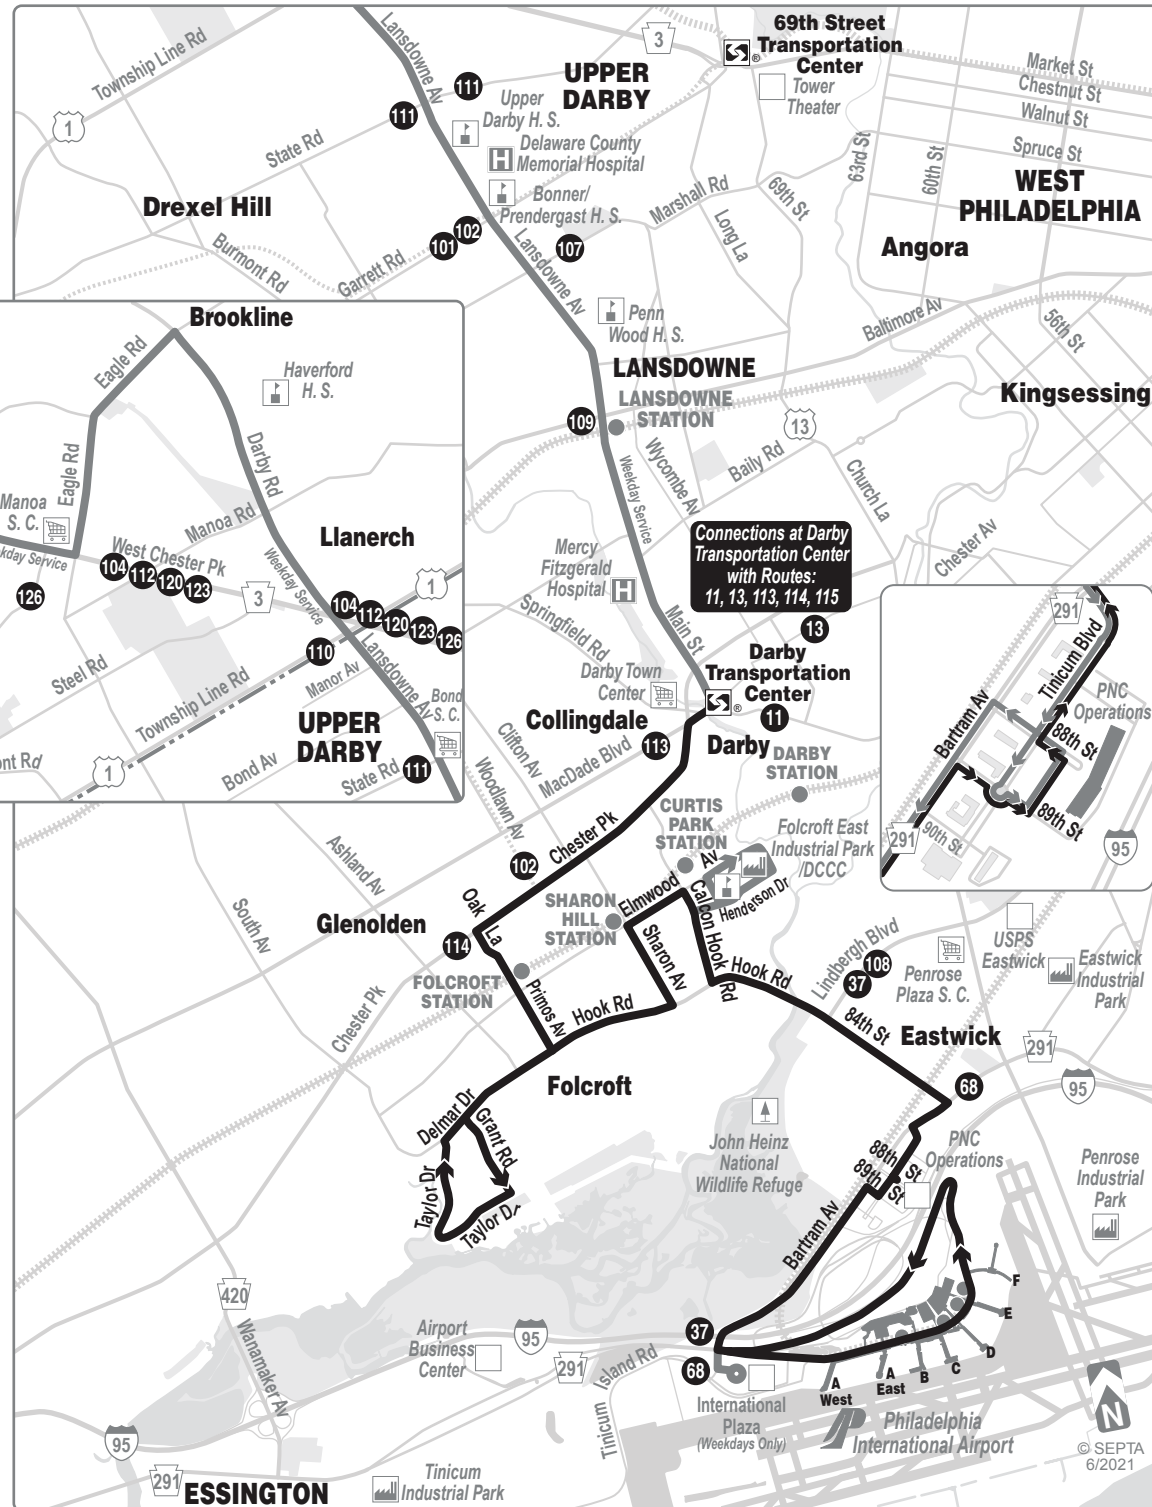 Township Line Rd
1
Lansdowne Av
111
111
Upper
Darby H. S.
UPPER
DARBY
3
®
69th Street
Transportation
Center
Tower
Theater
Market St
Chestnut St
Walnut St
Spruce St
63rd St
60th St
WEST
PHILADELPHIA
Angora
State Rd
Delaware County
Memorial Hospital
H
Bonner/
Prendergast H. S.
Marshall Rd
69th St
Long La
Drexel Hill
Burmont Rd
Garrett Rd
101
102
107
Lansdowne Av
Penn
Wood H. S.
Baltimore Av
56th St
LANSDOWNE
LANSDOWNE
STATION
109
Kingsessing
13
Weekday Service
Wycombe Av
Baily Rd
Church La
Chester Av
Brookline
Eagle Rd
Haverford
H. S.
Eagle Rd
Darby Rd
Manoa
S. C.
Manoa Rd
Llanerch
kday Service
West Chester Pk
104
112
120
123
126
3
Weekday Service
1
104
112
120
123
126
110
Steel Rd
Township Line Rd
Manor Av
Lansdowne Av
Bond
S. C.
UPPER
DARBY
Bond Av
State Rd
111
ont Rd
1
Connections at Darby
Transportation Center
with Routes:
11, 13, 113, 114, 115
Mercy
Fitzgerald
Hospital
H
Springfield Rd
Main St
13
Darby
Transportation
Center
®
11
Darby Town
Center
Collingdale
113
Darby
DARBY
STATION
Clifton Av
MacDade Blvd
Woodlawn Av
CURTIS
PARK
STATION
Folcroft East
Industrial Park
/DCCC
291
Tinicum Blvd
PNC
Operations
Bartram Av
88th St
89th St
90th St
291
95
Chester Pk
102
Ashland Av
Oak La
SHARON
HILL
STATION
Elmwood Av
Calcon Hook Rd
Henderson Dr
South Av
Glenolden
114
FOLCROFT
STATION
Sharon Av
Primos Av
Hook Rd
Hook Rd
Lindbergh Blvd
108
37
Penrose
Plaza S. C.
USPS
Eastwick
Eastwick
Industrial
Park
84th St
Eastwick
291
95
68
Chester Pk
Folcroft
Delmar Dr
Grant Rd
Taylor Dr
Taylor Dr
John Heinz
National
Wildlife Refuge
88th St
89th St
PNC
Operations
Penrose
Industrial
Park
Bartram Av
420
Wanamaker Av
Airport
Business
Center
95
291
Tinicum Island Rd
37
68
International
Plaza
(Weekdays Only)
A
West
A
East
B
C
D
E
F
Philadelphia
International Airport
N
© SEPTA
6/2021
95
291
ESSINGTON
Tinicum
Industrial Park